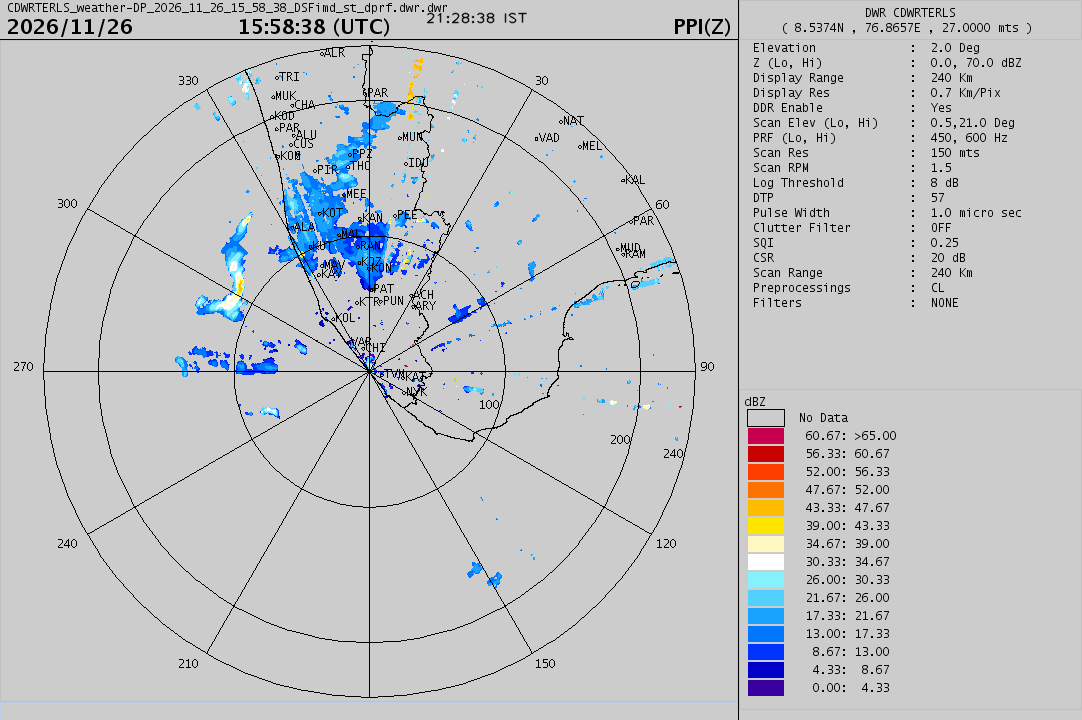 CDWRTERLS_weather-DP_2026_11_26_15_58_38_DSFimd_st_dprf.dwr.dwr
2026/11/26 15:58:38 (UTC) 21:28:38 IST PPI(Z)
DWR CDWRTERLS
( 8.5374N , 76.8657E , 27.0000 mts )
Elevation : 2.0 Deg
Z (Lo, Hi) : 0.0, 70.0 dBZ
Display Range : 240 Km
Display Res : 0.7 Km/Pix
DDR Enable : Yes
Scan Elev (Lo, Hi) : 0.5,21.0 Deg
PRF (Lo, Hi) : 450, 600 Hz
Scan Res : 150 mts
Scan RPM : 1.5
Log Threshold : 8 dB
DTP : 57
Pulse Width : 1.0 micro sec
Clutter Filter : OFF
SQI : 0.25
CSR : 20 dB
Scan Range : 240 Km
Preprocessings : CL
Filters : NONE
ALR
330 TRI 30
MUK PAR
CHA
KOD NAT
PAR
ALU MUN VAD
CUS MEL
KOM PPZ
PIR THO IDU
KAL
MEE
300 KOT KAN PEE 60
PAR
ALA MAL
KUT RAN MUD
RAM
MAV KOZ
KAY KON
PAT
KTR PUN ACH
ARY
KOL
VAR
CHI
270 TVM KAT 90
NYK
100
200
240
240 120
210 150
dBZ
No Data
60.67: >65.00
56.33: 60.67
52.00: 56.33
47.67: 52.00
43.33: 47.67
39.00: 43.33
34.67: 39.00
30.33: 34.67
26.00: 30.33
21.67: 26.00
17.33: 21.67
13.00: 17.33
8.67: 13.00
4.33: 8.67
0.00: 4.33